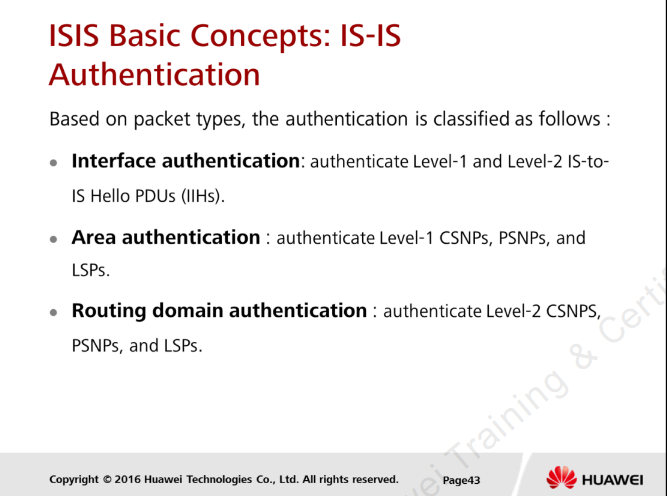 ISIS Basic Concepts: IS-IS
Authentication
Based on packet types, the authentication is classified as follows :
• Interface authentication: authenticate Level-1 and Level-2 IS-to-
IS Hello PDUs (IIHs).
• Area authentication : authenticate Level-1 CSNPs, PSNPs, and
LSPs.
• Routing domain authentication : authenticate Level-2 CSNPS,
PSNPs, and LSPs.
Training &
Copyright © 2016 Huawei Technologies Co., Ltd. All rights reserved.
Page43
HUAWEI